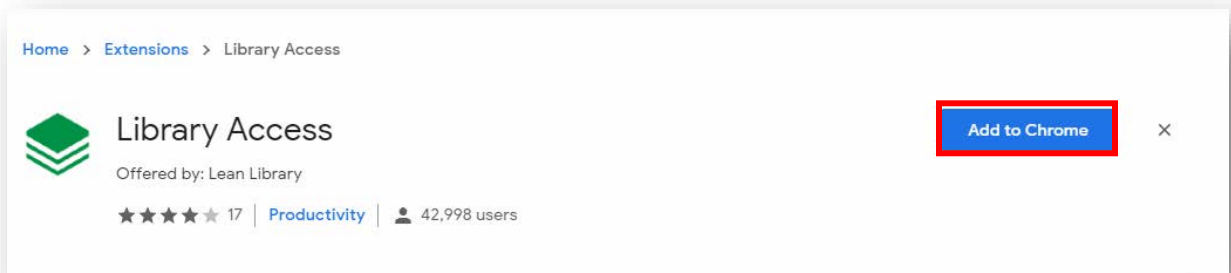 Home > Extensions > Library Access
Library Access
Add to Chrome
Offered by: Lean Library
17 | Productivity | 42,998 users